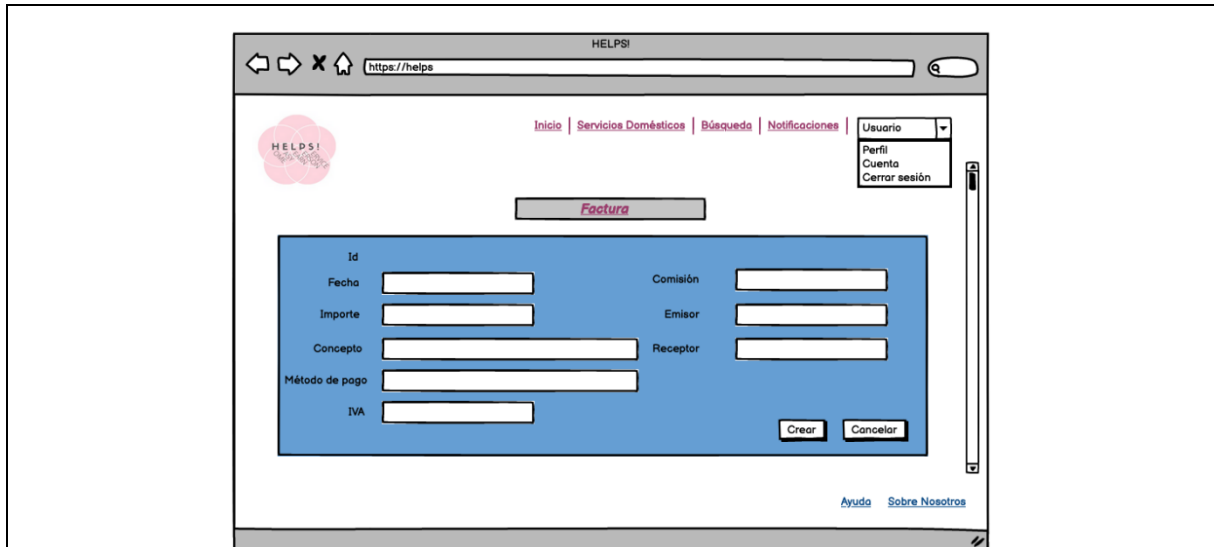 HELPS!
https://helps
Inicio | Servicios Domésticos | Búsqueda | Notificaciones |
Usuario
Perfil
Cuenta
Cerrar sesión
HELPS!
Factura
Id
Fecha
Comisión
Importe
Emisor
Concepto
Receptor
Método de pago
IVA
Crear
Cancelar
Ayuda
Sobre Nosotros